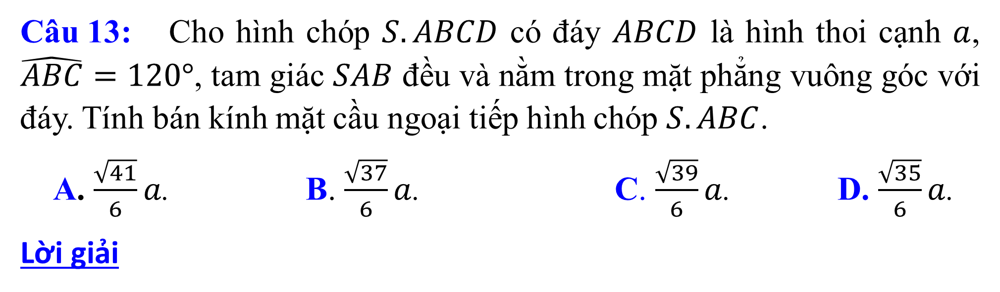 Câu 13: Cho hình chóp S.ABCD có đáy ABCD là hình thoi cạnh a,
$\widehat{ABC}$ = 120°, tam giác SAB đều và nằm trong mặt phẳng vuông góc với
đáy. Tính bán kính mặt cầu ngoại tiếp hình chóp S.ABC.
A. $\frac{\sqrt{41}}{6}$ a. B. $\frac{\sqrt{37}}{6}$ a. C. $\frac{\sqrt{39}}{6}$ a. D. $\frac{\sqrt{35}}{6}$ a.
Lời giải